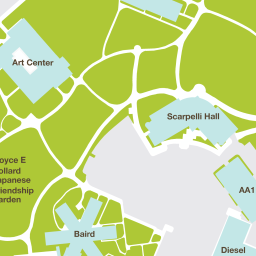 Art Center
Scarpelli Hall
oyce E
ollard
apanese
riendship
arden
AA1
Baird
Diesel